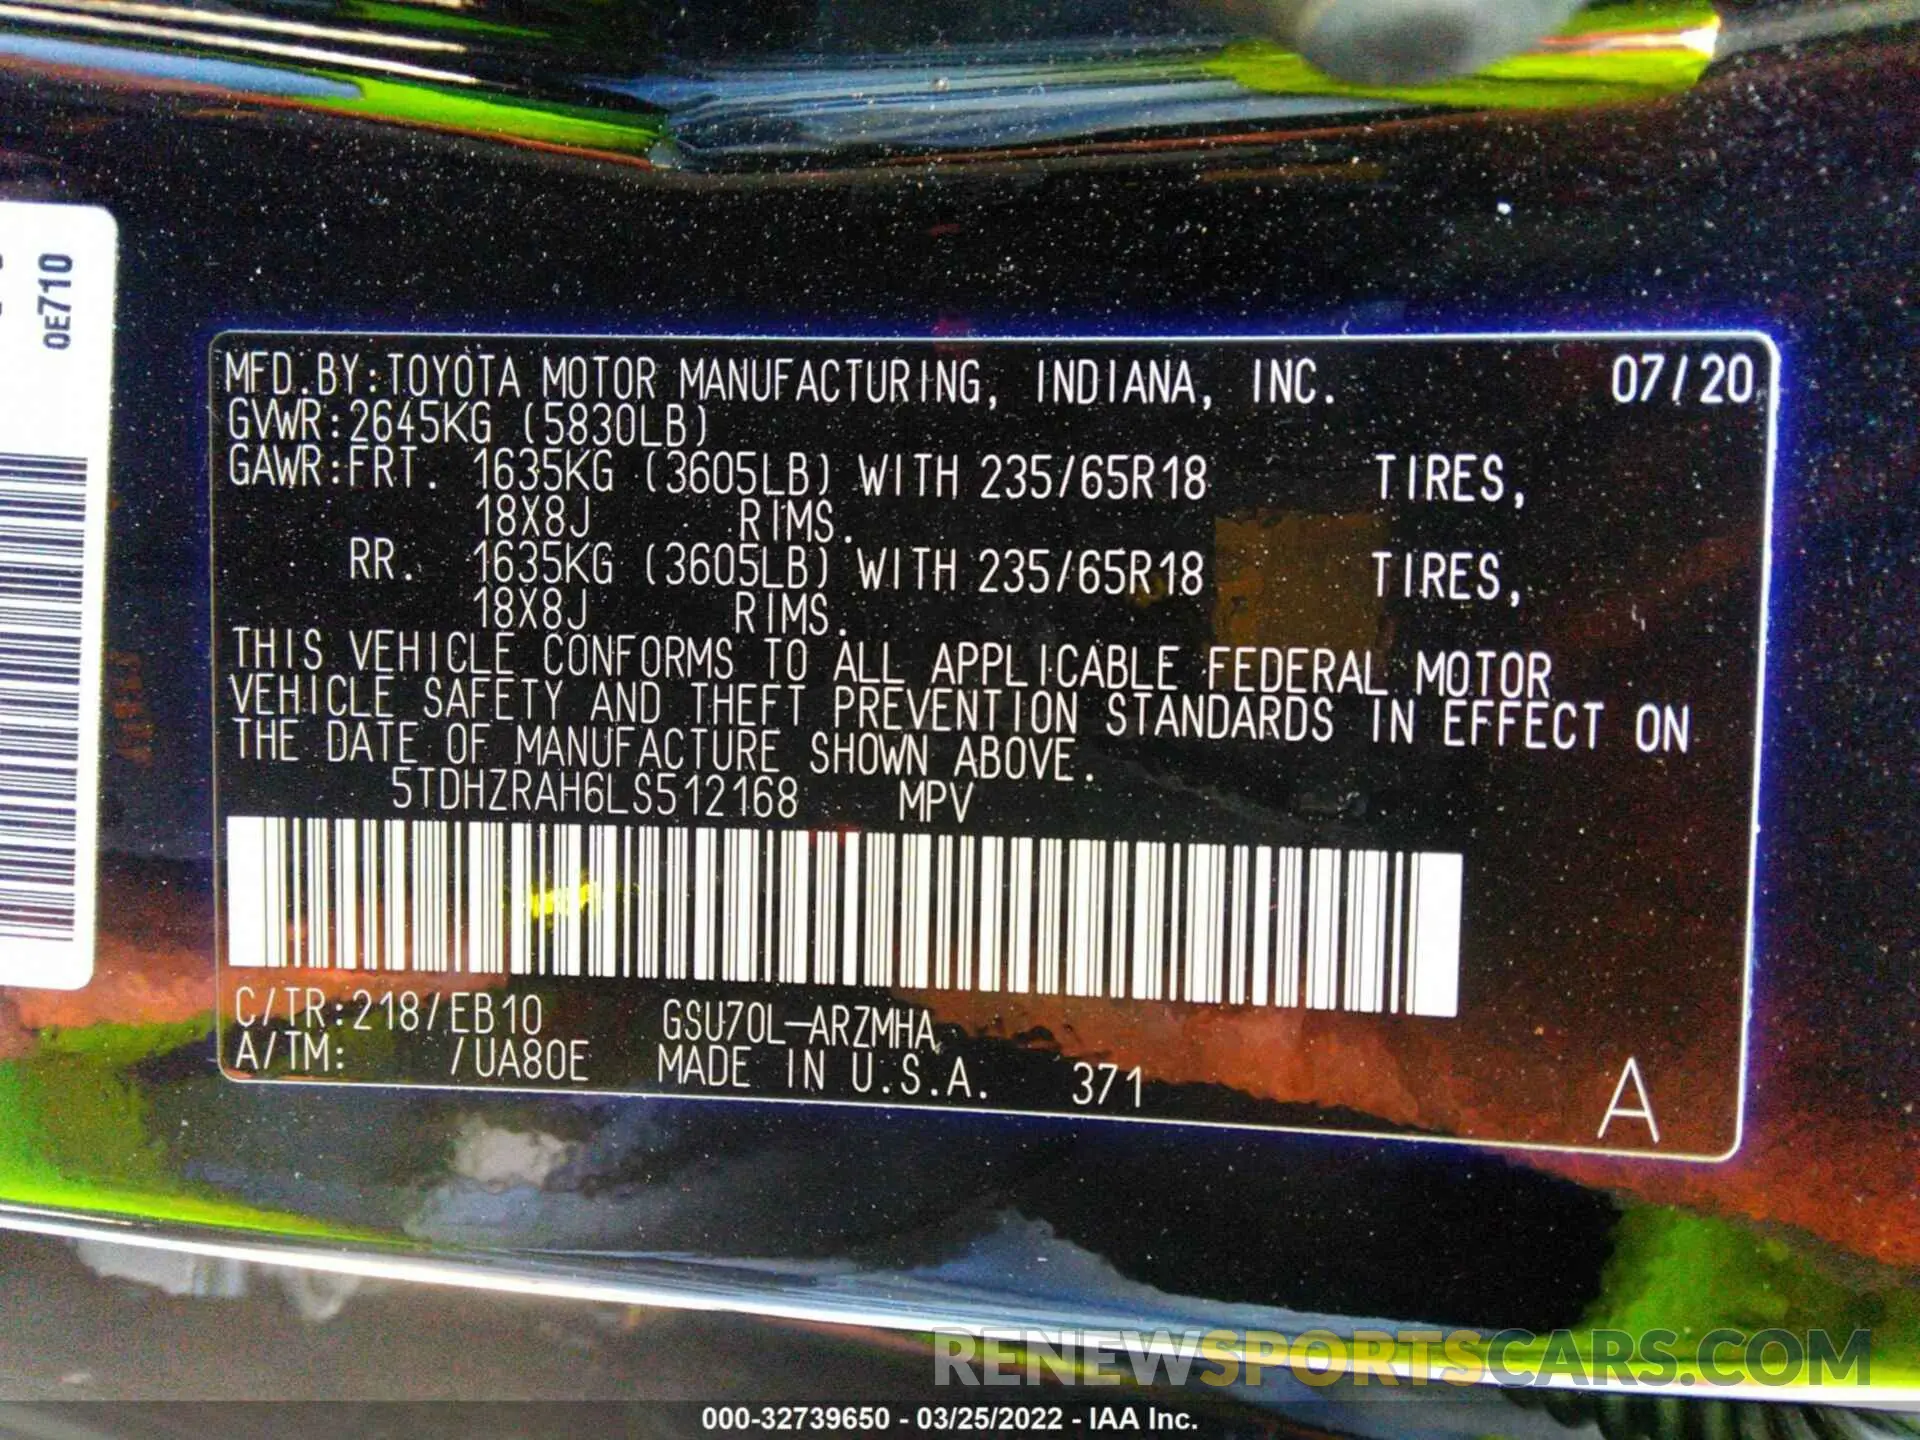 0E710
MFD.BY:TOYOTA MOTOR MANUFACTURING, INDIANA, INC. 07/20
GVWR:2645KG (5830LB)
GAWR:FRT. 1635KG (3605LB) WITH 235/65R18 TIRES,
18X8J RIMS.
RR. 1635KG (3605LB) WITH 235/65R18 TIRES,
18X8J RIMS.
THIS VEHICLE CONFORMS TO ALL APPLICABLE FEDERAL MOTOR
VEHICLE SAFETY AND THEFT PREVENTION STANDARDS IN EFFECT ON
THE DATE OF MANUFACTURE SHOWN ABOVE.
5TDHZRAH6LS512168 MPV
C/TR:218/EB10 GSU70L-ARZMHA
A/TM: /UA80E MADE IN U.S.A. 371 A
RENEWSPORTSCARS.COM
000-32739650 - 03/25/2022 - IAA Inc.